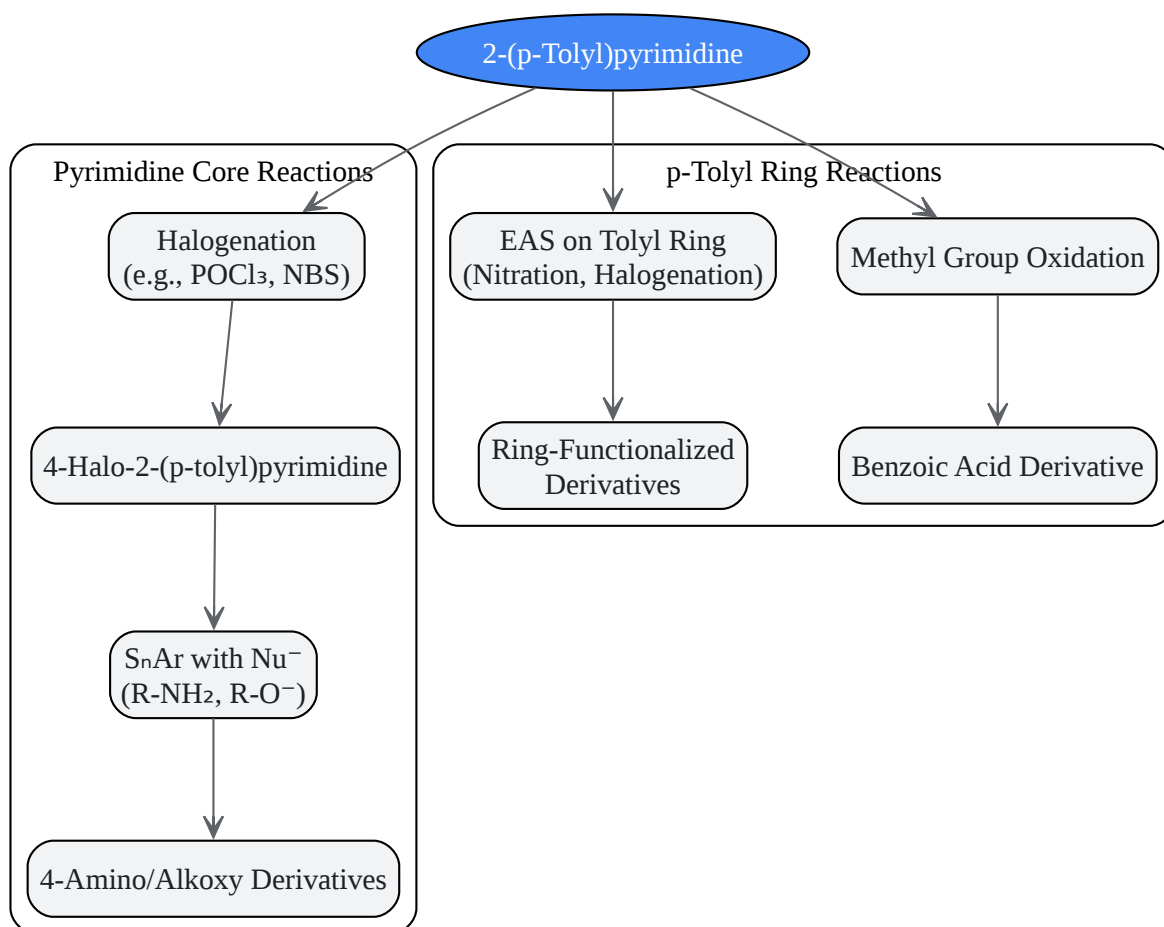 2-(p-Tolyl)pyrimidine
Pyrimidine Core Reactions
p-Tolyl Ring Reactions
Halogenation
(e.g., POCl₃, NBS)
EAS on Tolyl Ring
(Nitration, Halogenation)
Methyl Group Oxidation
4-Halo-2-(p-tolyl)pyrimidine
Ring-Functionalized
Derivatives
Benzoic Acid Derivative
SₙAr with Nu⁻
(R-NH₂, R-O⁻)
4-Amino/Alkoxy Derivatives